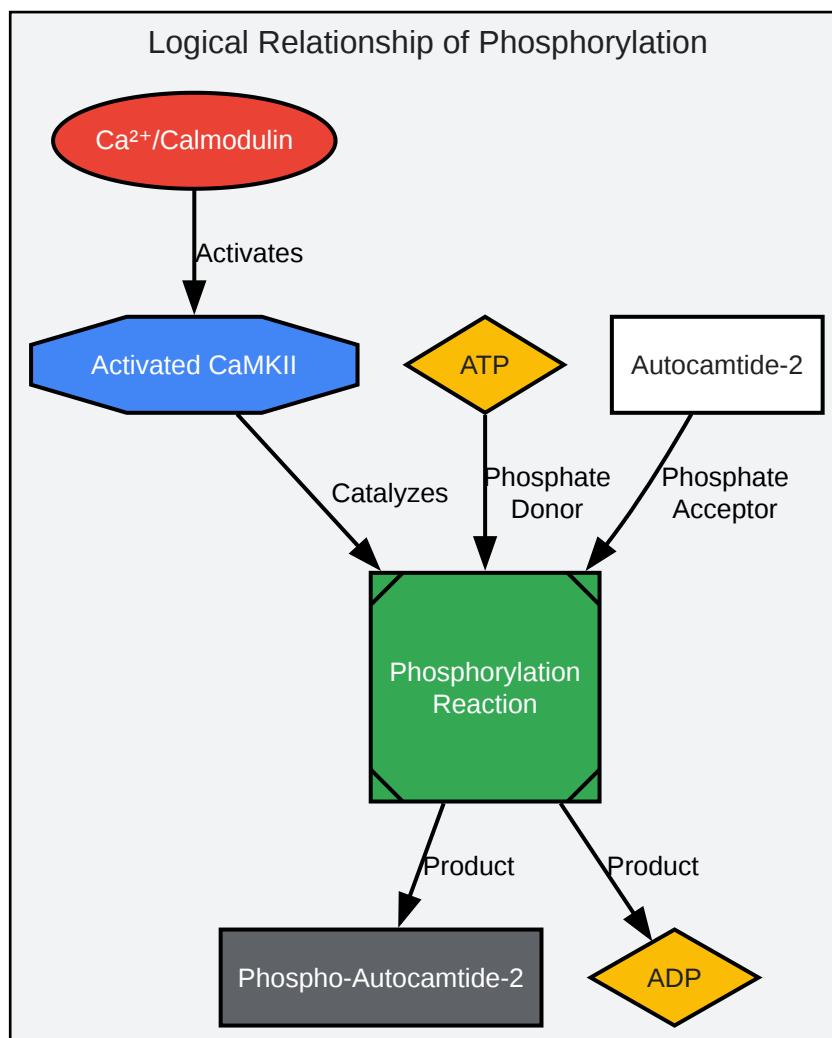 Logical Relationship of Phosphorylation
Ca²⁺/Calmodulin
Activates
Activated CaMKII
ATP
Autocamtide-2
Catalyzes
Phosphate
Donor
Phosphate
Acceptor
Phosphorylation
Reaction
Product
Product
Phospho-Autocamtide-2
ADP